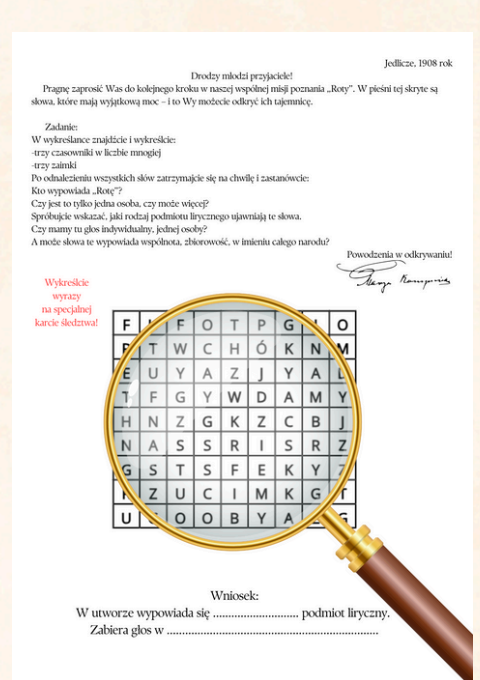 Jedlicze, 1908 rok
Drodzy młodzi przyjaciele!
Pragnę zaprosić Was do kolejnego kroku w naszej wspólnej misji poznania „Roty". W pieśni tej skryte są
słowa, które mają wyjątkową moc – i to Wy możecie odkryć ich tajemnicę.
Zadanie:
W wykreślance znajdźcie i wykreślcie:
-trzy czasowniki w liczbie mnogiej
-trzy zaimki
Po odnalezieniu wszystkich słów zatrzymajcie się na chwilę i zastanówcie:
Kto wypowiada „Rotę"?
Czy jest to tylko jedna osoba, czy może więcej?
Spróbujcie wskazać, jaki rodzaj podmiotu lirycznego ujawniają te słowa.
Czy mamy tu głos indywidualny, jednej osoby?
A może słowa te wypowiada wspólnota, zbiorowość, w imieniu całego narodu?
Powodzenia w odkrywaniu!
Wykreślcie
wyrazy
na specjalnej
karcie śledztwa!
F F O T P G O
T W C H Ó K N M
E U Y A Z J Y A
T F G Y W D A M Y
H N Z G K Z C B J
N A S S R I S R Z
G S T S F E K Y Z
Z U C I M K G T
U O O B Y A G
Wniosek:
W utworze wypowiada się ............................ podmiot liryczny.
Zabiera głos w ......................................................................